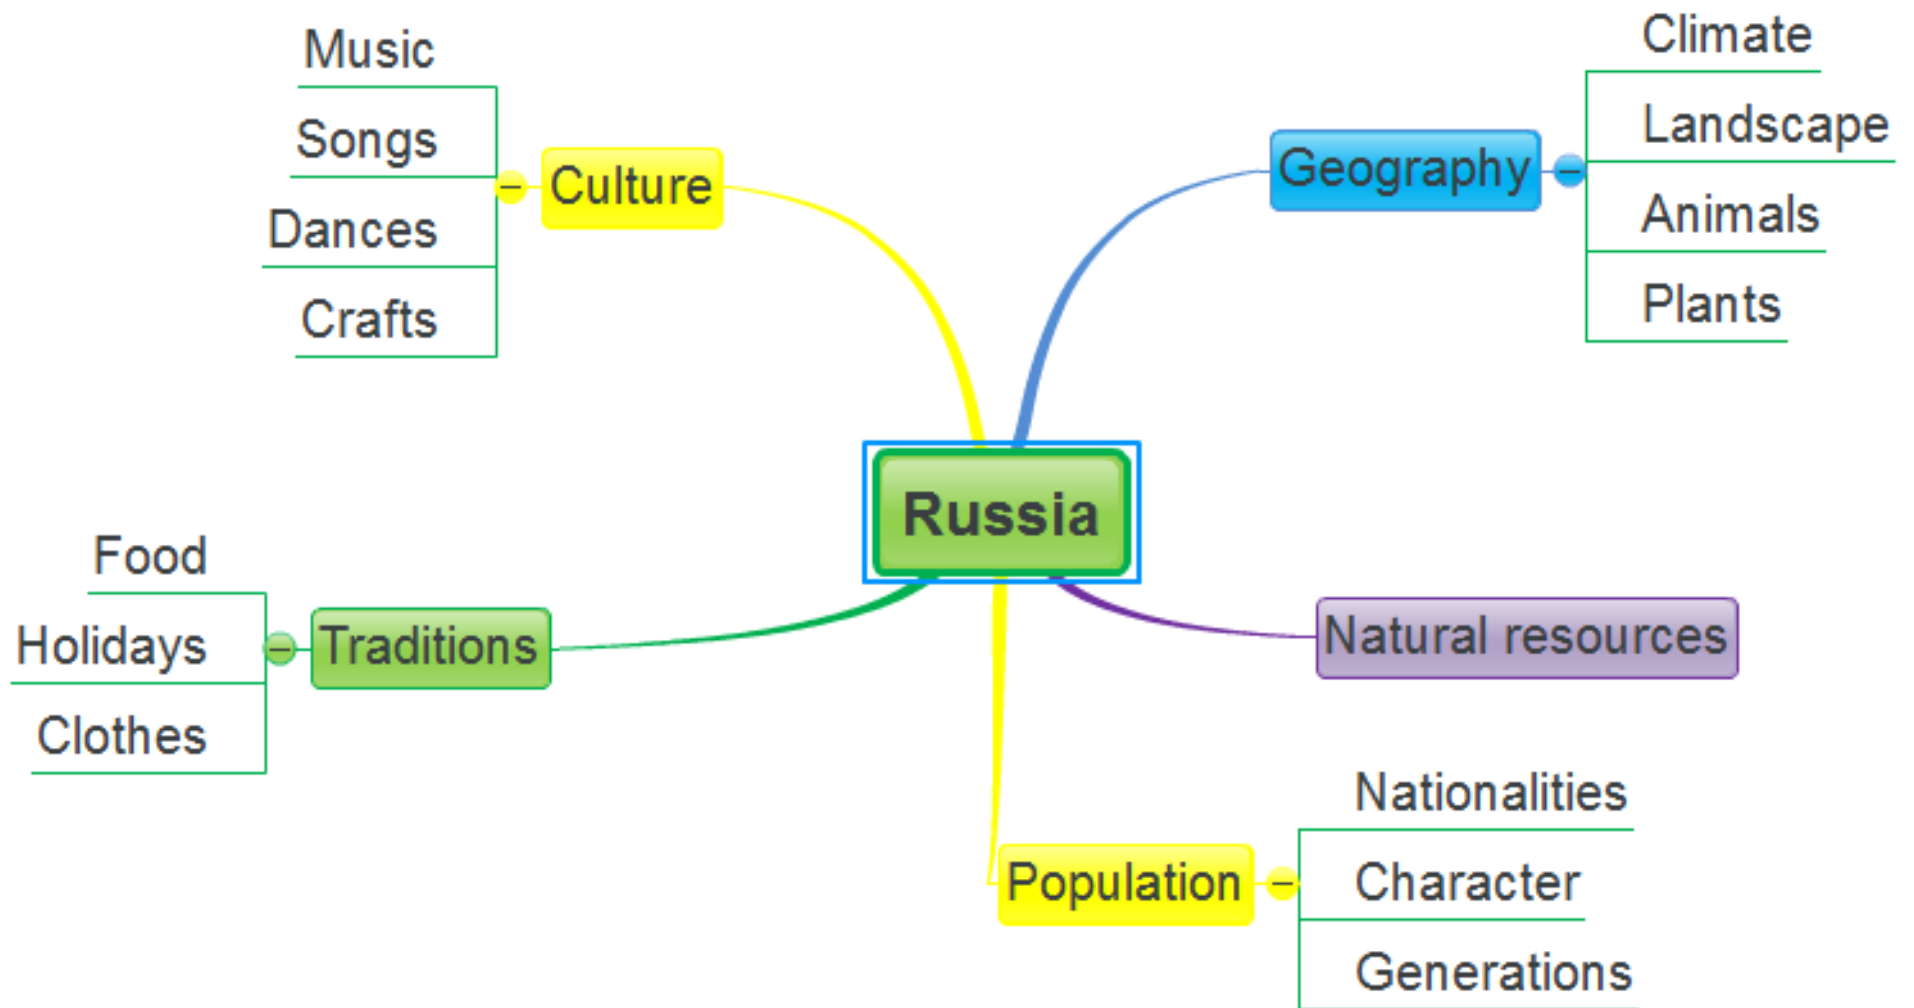 Music
Songs
Dances
Crafts
Culture
Geography
Climate
Landscape
Animals
Plants
Russia
Food
Holidays
Clothes
Traditions
Natural resources
Population
Nationalities
Character
Generations